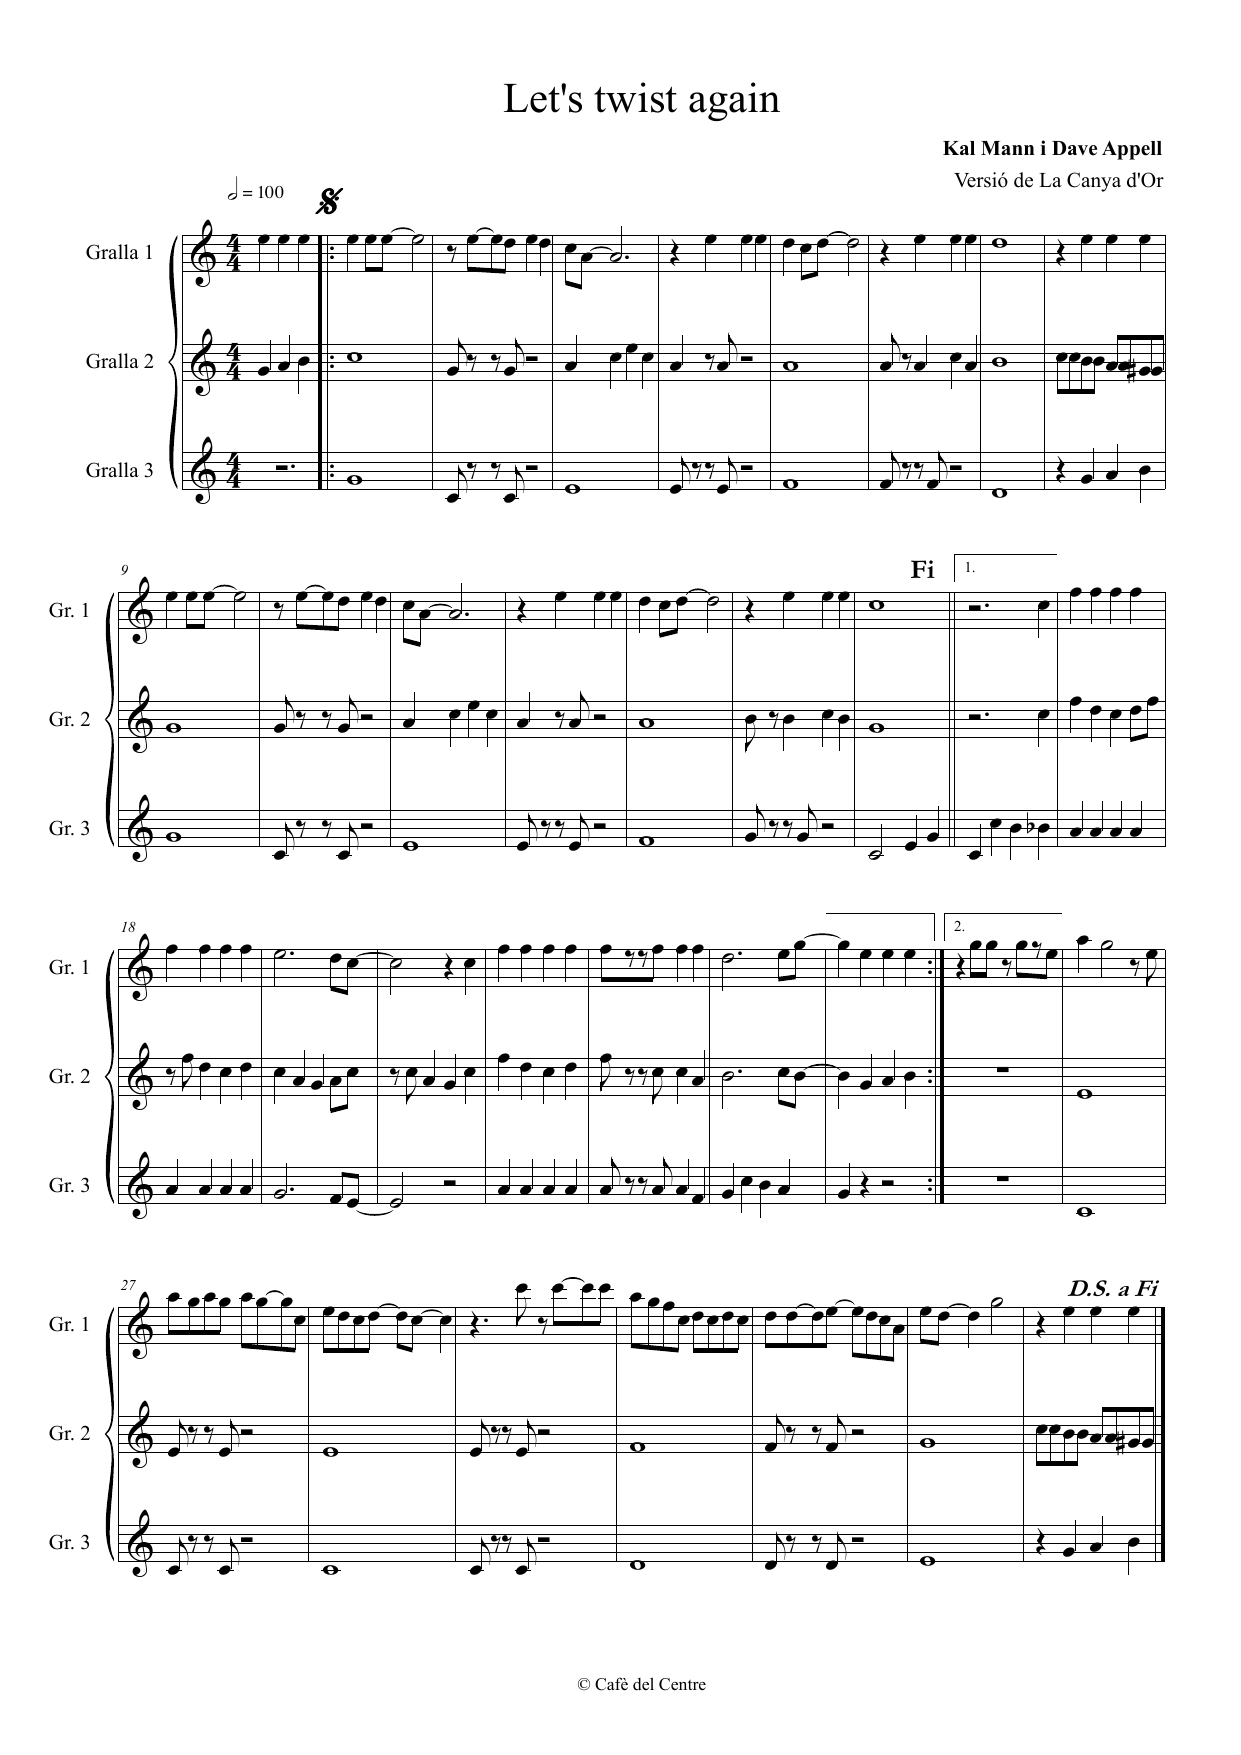 Let's twist again
Kal Mann i Dave Appell
Versió de La Canya d'Or
= 100
Gralla 1
Gralla 2
Gralla 3
9
Fi
1.
Gr. 1
Gr. 2
Gr. 3
18
2.
Gr. 1
Gr. 2
Gr. 3
27
D.S. a Fi
Gr. 1
Gr. 2
Gr. 3
© Cafè del Centre